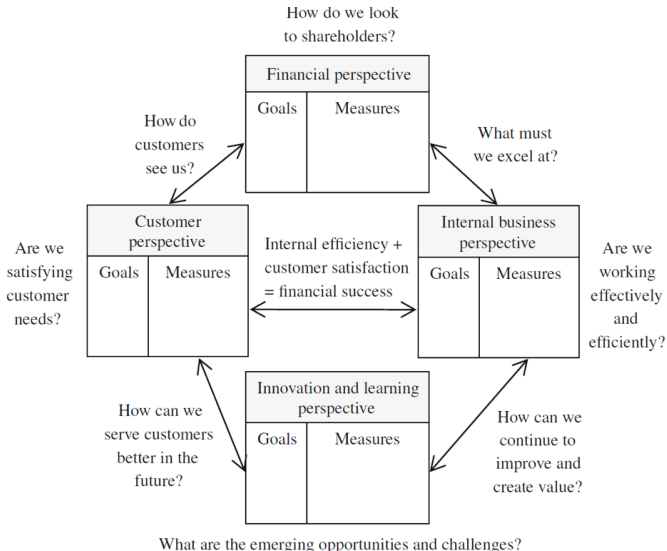 How do we look
to shareholders?
Financial perspective
Goals
Measures
How do
customers
see us?
What must
we excel at?
Customer
perspective
Goals
Measures
Internal efficiency +
customer satisfaction
= financial success
Internal business
perspective
Goals
Measures
Are we
satisfying
customer
needs?
Are we
working
effectively
and
efficiently?
Innovation and learning
perspective
Goals
Measures
How can we
serve customers
better in the
future?
How can we
continue to
improve and
create value?
What are the emerging opportunities and challenges?